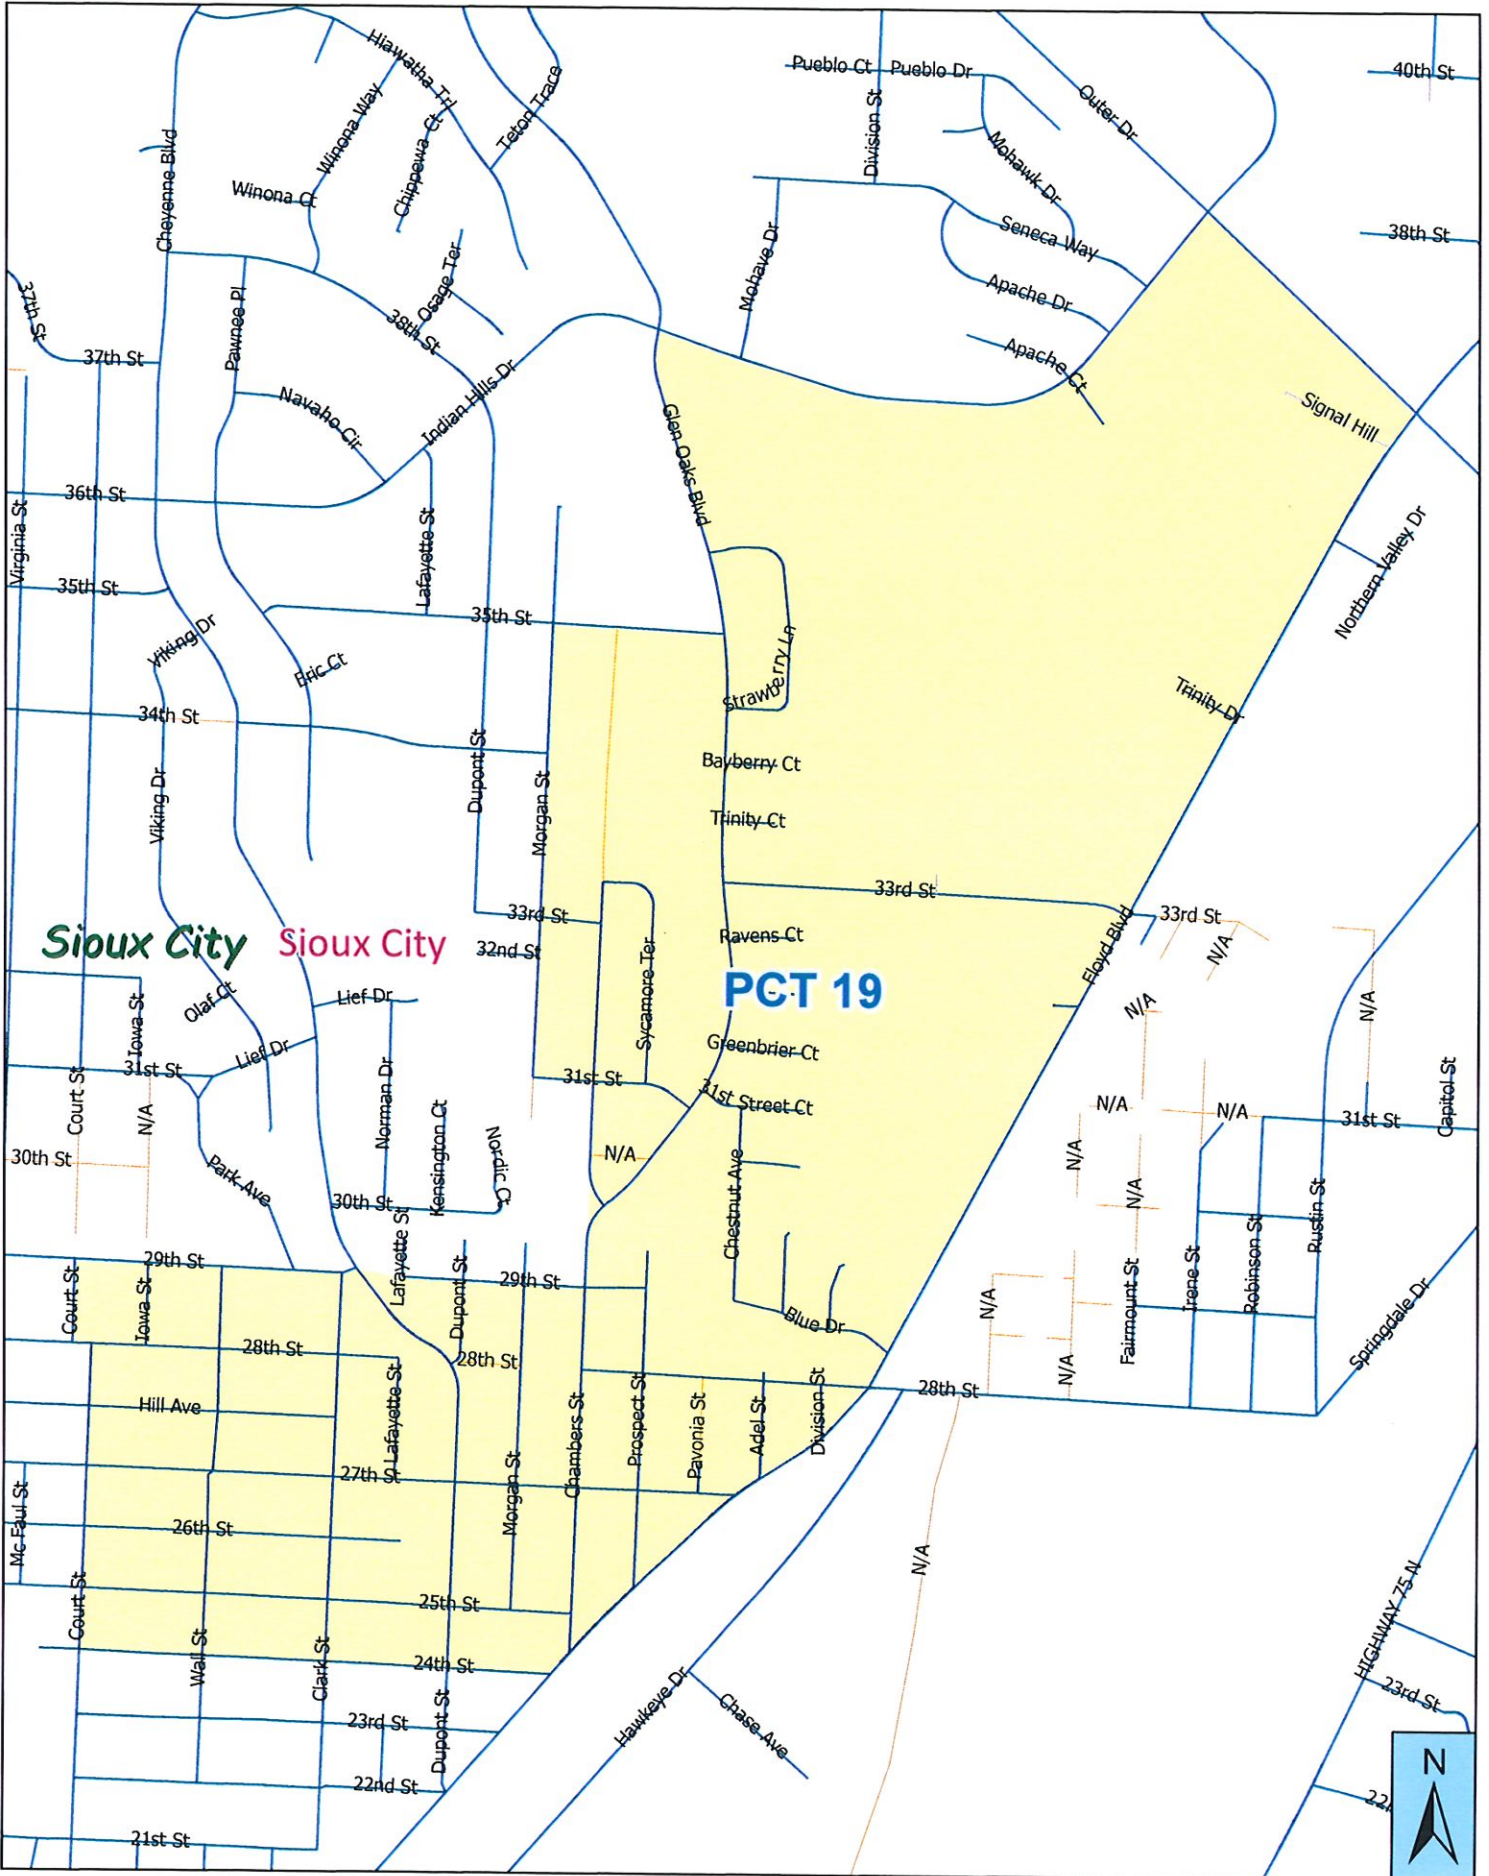 Hiawatha Trl
Teton Trace
Pueblo Ct
Pueblo Dr
Outer Dr
40th St
Division St
Winona Way
Chippewa Ct
Mohawk Dr
Cheyenne Blvd
Winona Ct
Seneca Way
38th St
Mohave Dr
Osage Ter
Apache Dr
37th St
38th St
Pawnee Pl
37th St
Apache Ct
Indian Hills Dr
Navaho Cir
Signal Hill
Glen Oaks Blvd
36th St
Virginia St
Lafayette St
Northern Valley Dr
35th St
35th St
Viking Dr
Eric Ct
Strawberry Ln
Trinity Dr
34th St
Dupont St
Bayberry Ct
Viking Dr
Morgan St
Trinity Ct
33rd St
33rd St
33rd St
Sioux City
Sioux City
32nd St
Ravens Ct
Floyd Blvd
N/A
PCT 19
Olaf Ct
Lief Dr
Iowa St
Sycamore Ter
N/A
N/A
Lief Dr
Greenbrier Ct
31st St
31st St
31st Street Ct
Court St
N/A
Norman Dr
N/A
N/A
31st St
Capitol St
Kensington Ct
Nordic Ct
N/A
N/A
30th St
Park Ave
30th St
Chestnut Ave
N/A
Rustin St
29th St
Lafayette St
29th St
Court St
Iowa St
Dupont St
N/A
Fairmount St
Irene St
Robinson St
Blue Dr
Springdale Dr
28th St
28th St
N/A
28th St
Hill Ave
S Lafayette St
Chambers St
Prospect St
Pavonia St
Adel St
Division St
27th St
Morgan St
Mc Faul St
26th St
N/A
Court St
25th St
HIGHWAY 75 N
Wall St
Clark St
24th St
Hawkeye Dr
Chase Ave
23rd St
23rd St
Dupont St
22nd St
N
21st St